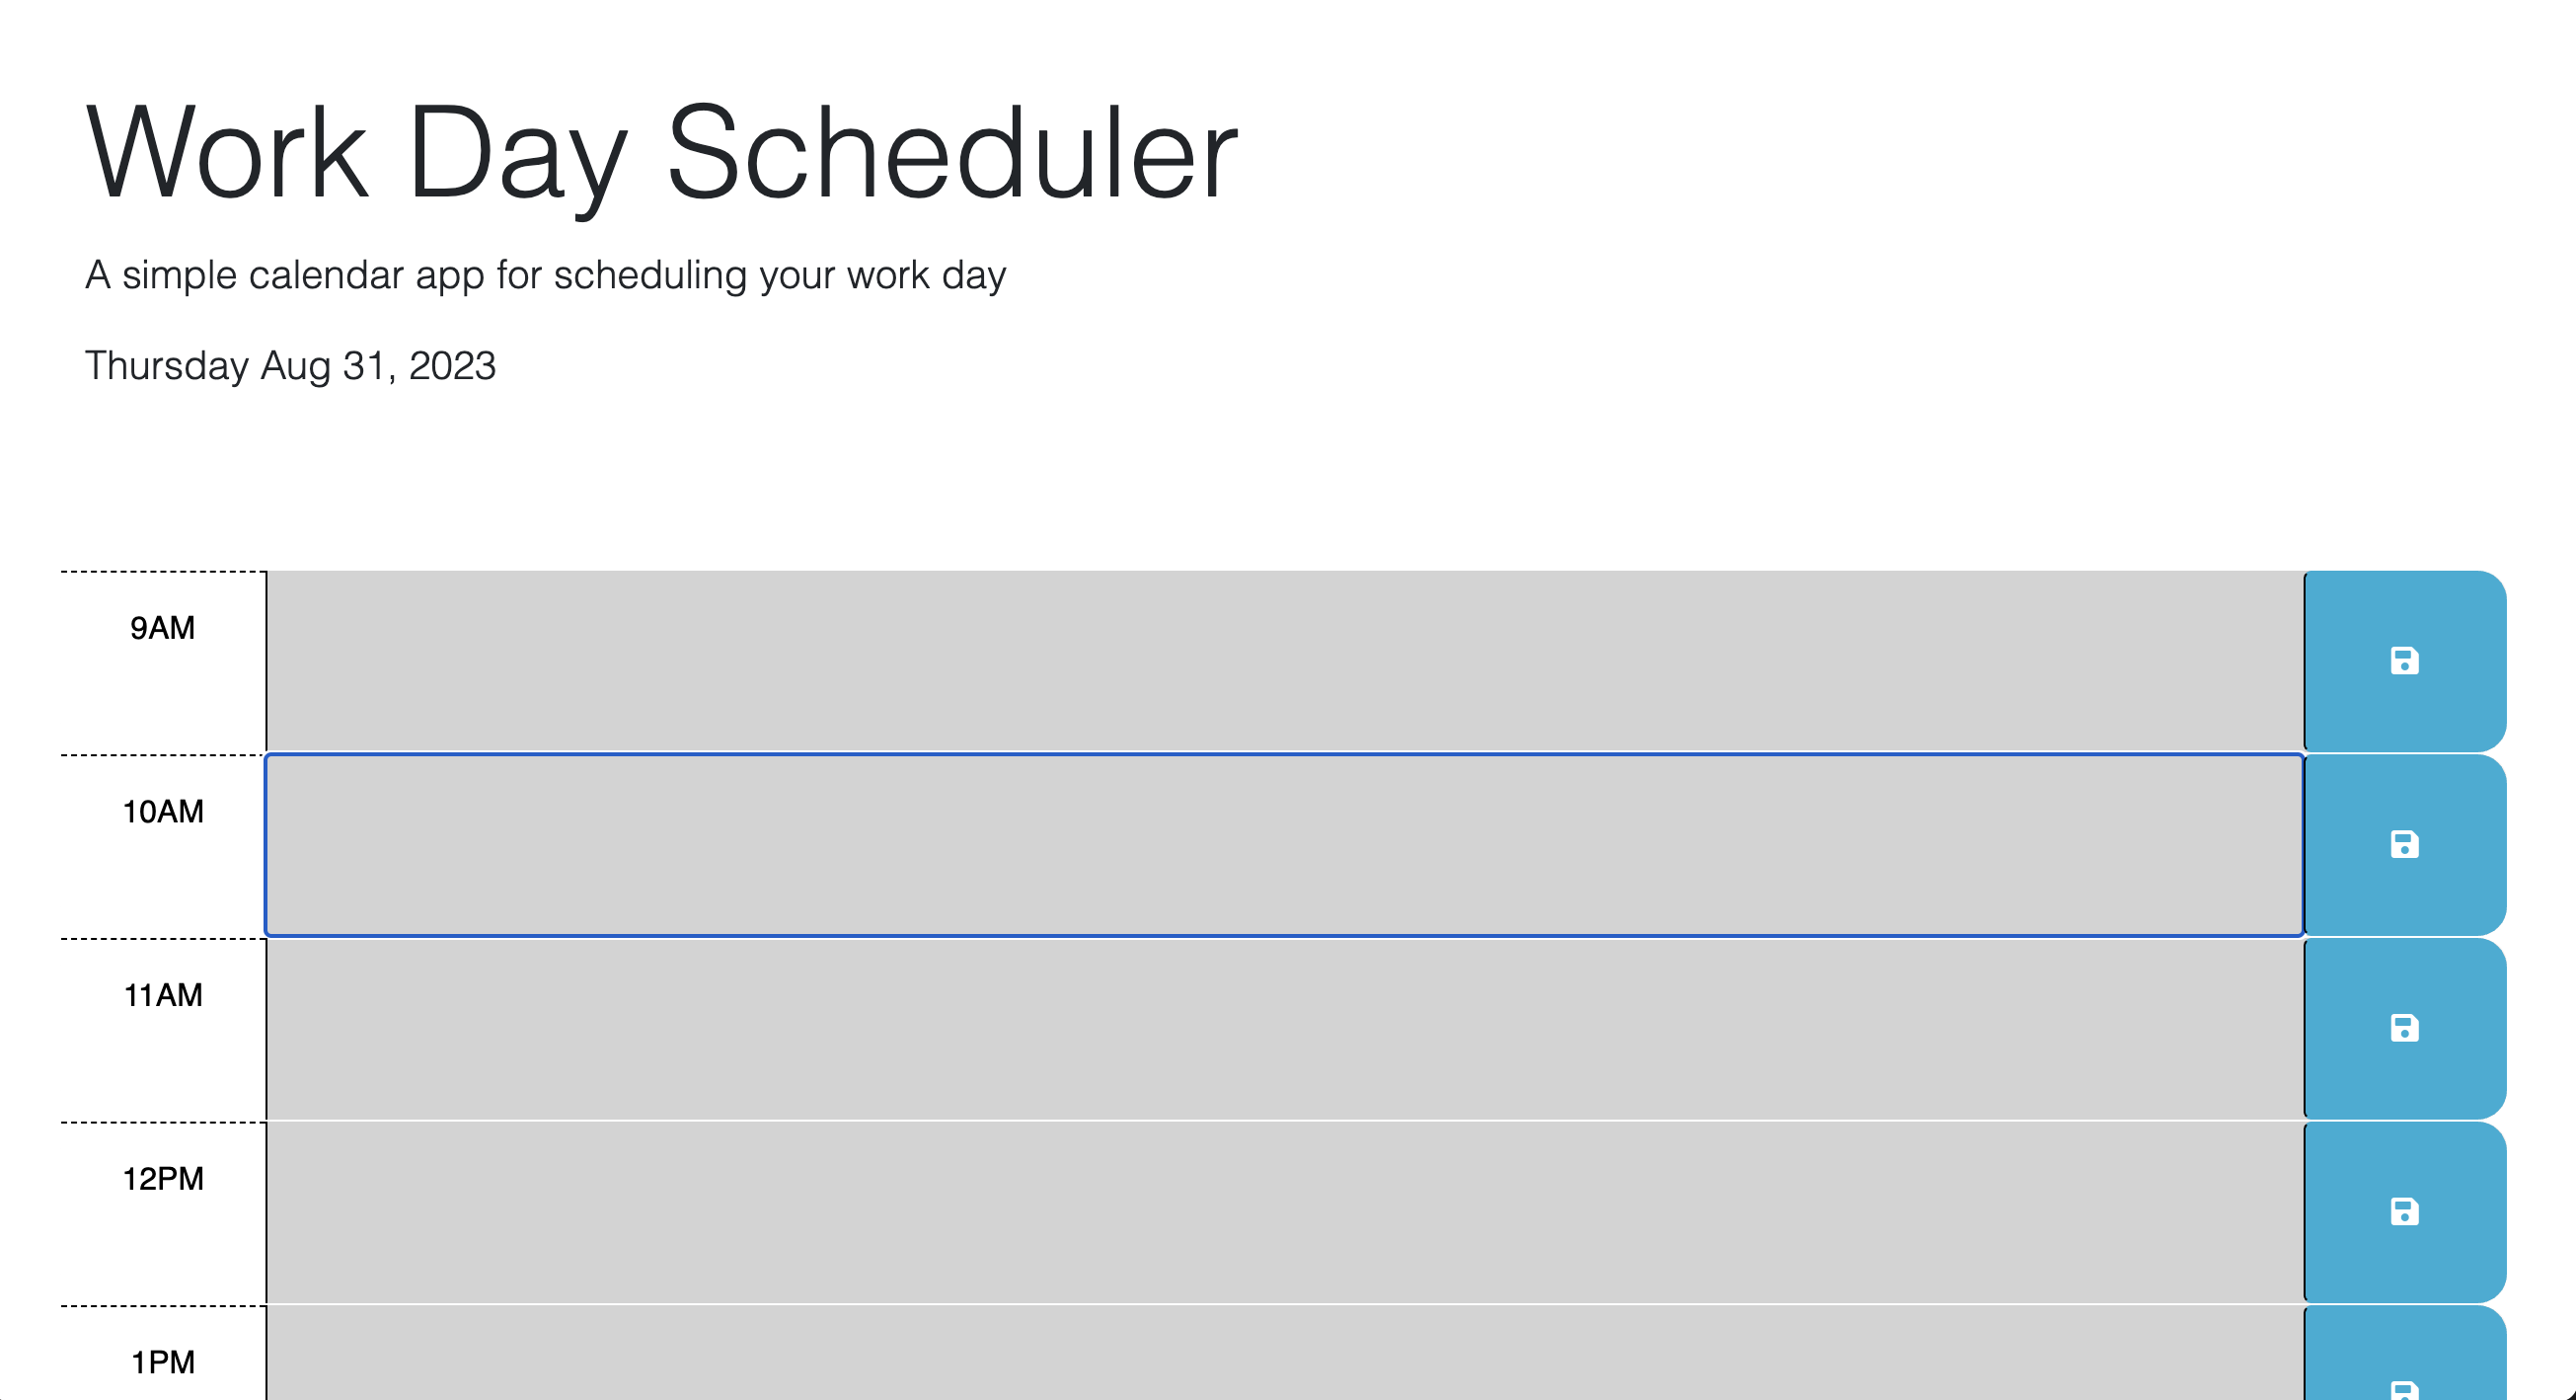 Work Day Scheduler
A simple calendar app for scheduling your work day
Thursday Aug 31, 2023
9AM
10AM
11AM
12PM
1PM